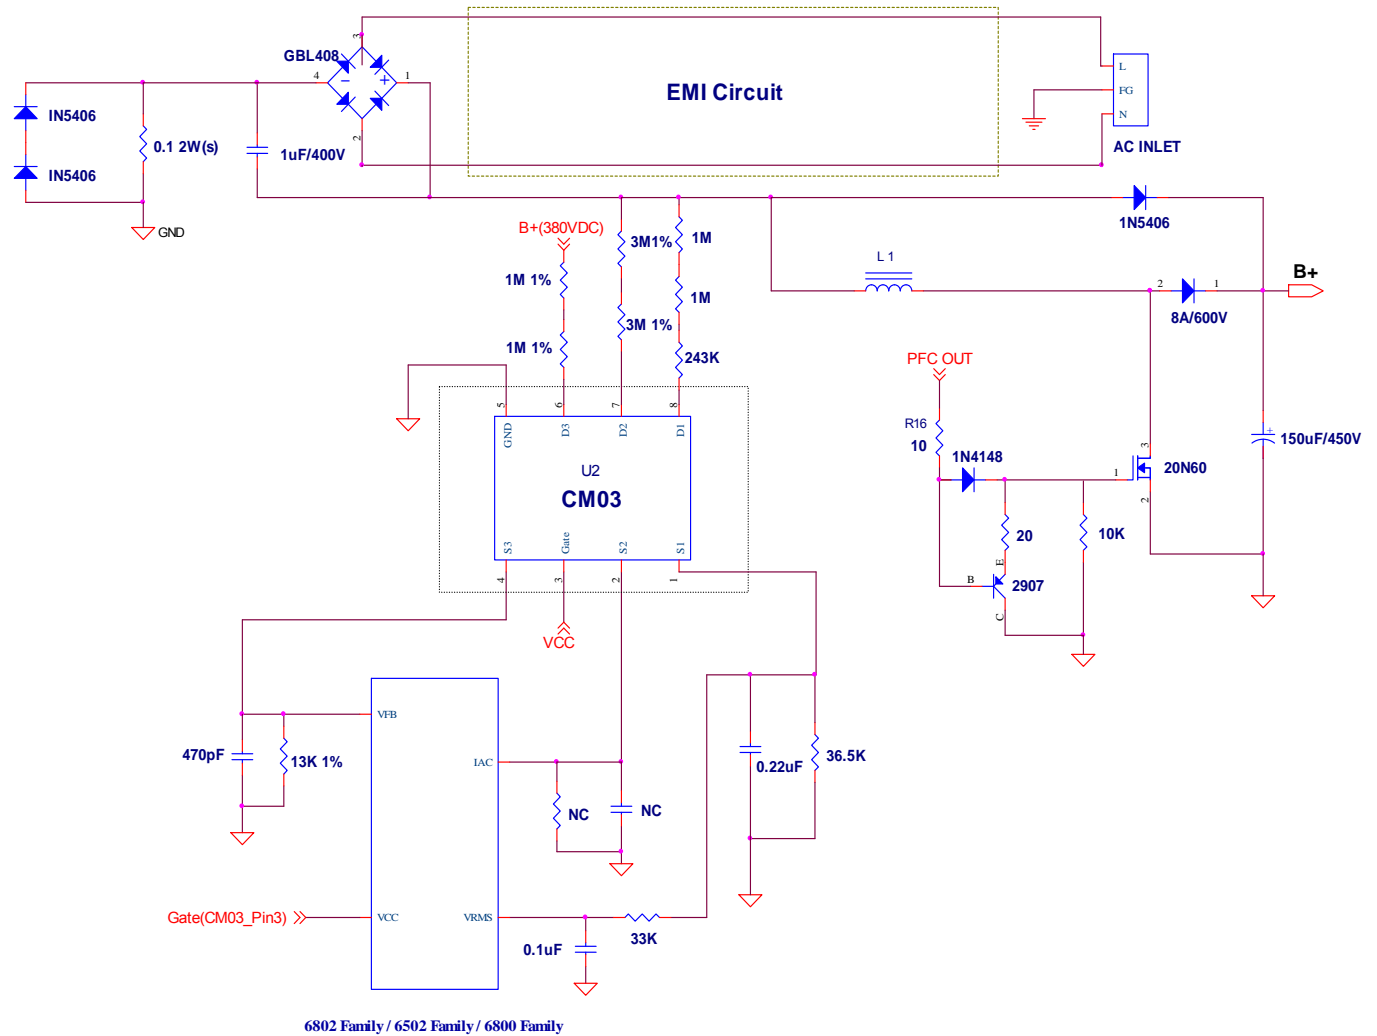 GBL408
3
4
1
2
−
+
EMI Circuit
L
FG
N
AC INLET
IN5406
IN5406
0.1 2W(s)
1uF/400V
GND
B+(380VDC)
1M 1%
1M 1%
3M1%
3M 1%
1M
1M
243K
1N5406
L 1
2
1
8A/600V
B+
PFC OUT
R16
10
1N4148
1
3
2
20N60
150uF/450V
20
10K
B
E
C
2907
5
6
7
8
GND
D3
D2
D1
U2
CM03
S3
Gate
S2
S1
4
3
2
1
VCC
VFB
470pF
13K 1%
IAC
NC
NC
0.22uF
36.5K
Gate(CM03_Pin3)
VCC
VRMS
0.1uF
33K
6802 Family / 6502 Family / 6800 Family
+